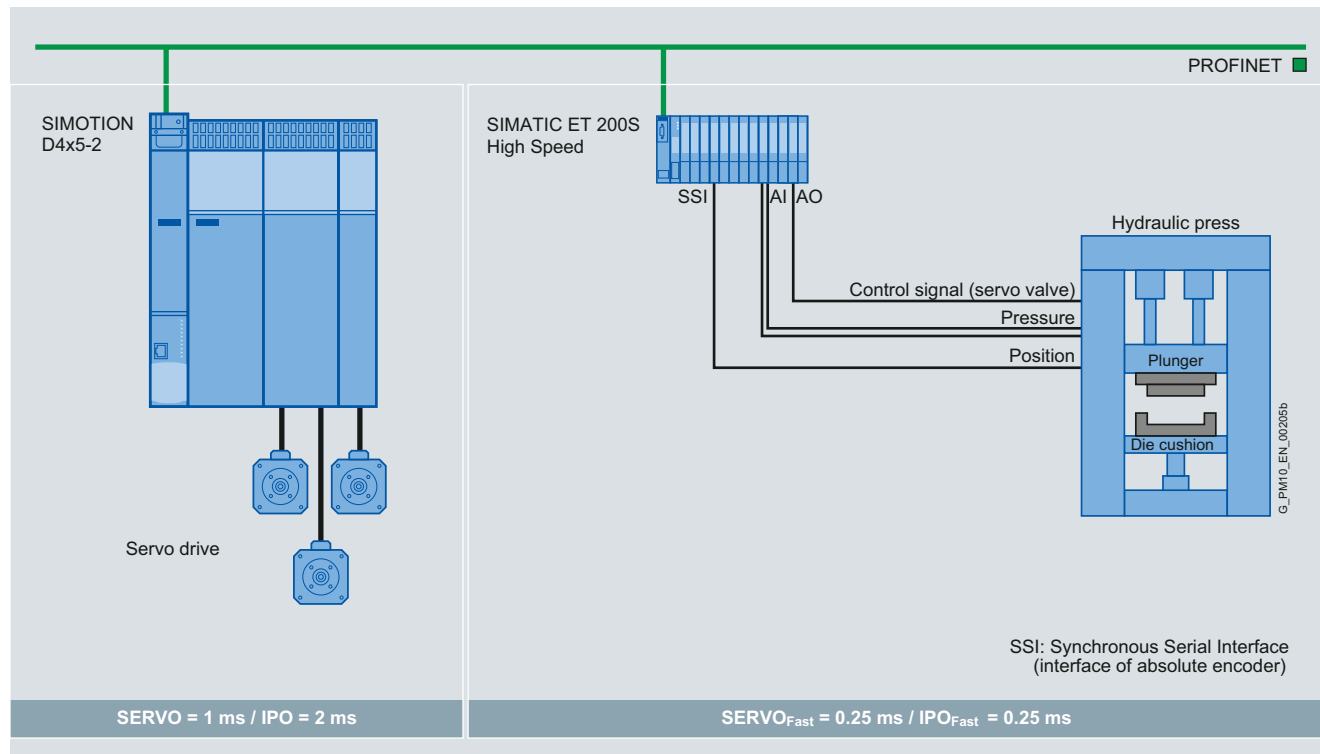 PROFINET
SIMOTION
D4x5-2
SIMATIC ET 200S
High Speed
SSI
AI
AO
Hydraulic press
Control signal (servo valve)
Pressure
Position
Plunger
Die cushion
G_PM10_EN_00205b
Servo drive
SSI: Synchronous Serial Interface
(interface of absolute encoder)
SERVO = 1 ms / IPO = 2 ms
SERVOFast = 0.25 ms / IPOFast = 0.25 ms